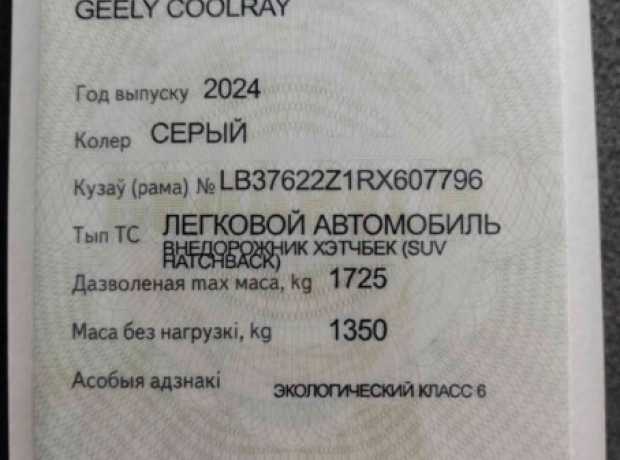 GEELY COOLRAY
Год выпуску 2024
Колер СЕРЫЙ
Кузаў (рама) № LB37622Z1RX607796
Тып ТС ЛЕГКОВОЙ АВТОМОБИЛЬ
ВНЕДОРОЖНИК ХЭТЧБЕК (SUV
HATCHBACK)
Дазволеная max маса, kg 1725
Маса без нагрузкі, kg 1350
Асобыя адзнакі ЭКОЛОГИЧЕСКИЙ КЛАСС 6